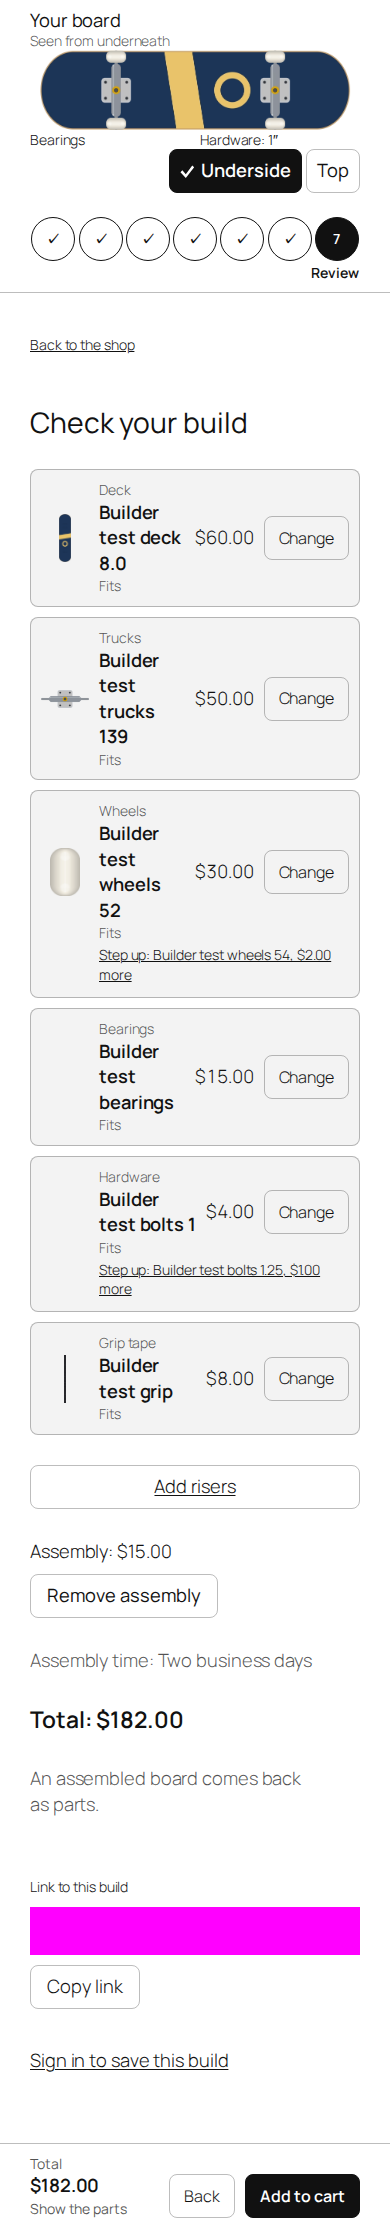 Your board
Seen from underneath
Bearings
Hardware: 1″
✓ Underside
Top
✓ ✓ ✓ ✓ ✓ ✓ 7
Review
Back to the shop
Check your build
Deck
Builder
test deck
8.0
Fits
$60.00
Change
Trucks
Builder
test
trucks
139
Fits
$50.00
Change
Wheels
Builder
test
wheels
52
Fits
$30.00
Change
Step up: Builder test wheels 54, $2.00
more
Bearings
Builder
test
bearings
Fits
$15.00
Change
Hardware
Builder
test bolts 1
Fits
$4.00
Change
Step up: Builder test bolts 1.25, $1.00
more
Grip tape
Builder
test grip
Fits
$8.00
Change
Add risers
Assembly: $15.00
Remove assembly
Assembly time: Two business days
Total: $182.00
An assembled board comes back
as parts.
Link to this build
Copy link
Sign in to save this build
Total
$182.00
Show the parts
Back
Add to cart